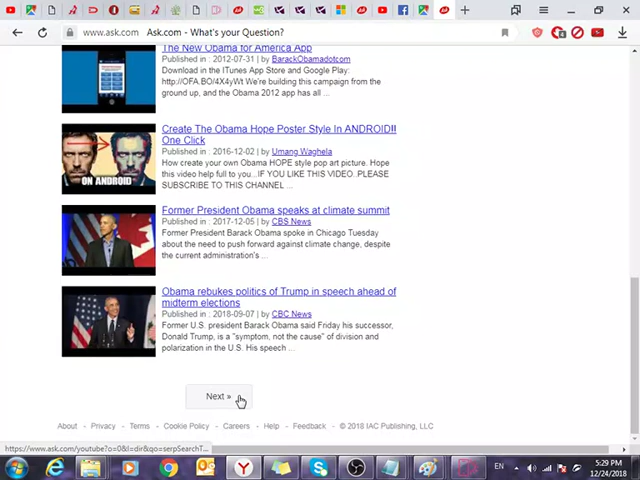 www.ask.com Ask.com - What's your Question?
The New Obama for America App
Published in : 2012-07-31 | by BarackObamadotcom
Download in the ITunes App Store and Google Play:
http://OFA.BO/4X4yWt We're building this campaign from the
ground up, and the Obama 2012 app has all ...
Create The Obama Hope Poster Style In ANDROID!!
One Click
Published in : 2016-12-02 | by Umang Waghela
How create your own Obama HOPE style pop art picture. Hope
this video help full to you...IF YOU LIKE THIS VIDEO..PLEASE
SUBSCRIBE TO THIS CHANNEL ...
ON ANDROID
Former President Obama speaks at climate summit
Published in : 2017-12-05 | by CBS News
Former President Barack Obama spoke in Chicago Tuesday
about the need to push forward against climate change, despite
the current administration's ...
Obama rebukes politics of Trump in speech ahead of
midterm elections
Published in : 2018-09-07 | by CBC News
Former U.S. president Barack Obama said Friday his successor,
Donald Trump, is a "symptom, not the cause" of division and
polarization in the U.S. His speech ...
Next »
About - Privacy - Terms - Cookie Policy - Careers - Help - Feedback - © 2018 IAC Publishing, LLC
https://www.ask.com/youtube?o=0&l=dir&qo=serpSearchT...
EN 5:29 PM
12/24/2018